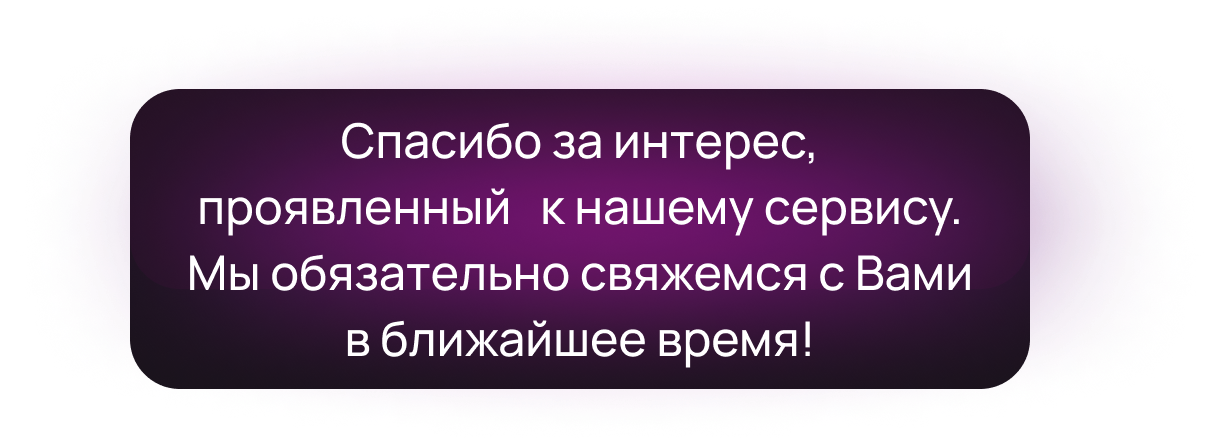 Спасибо за интерес,
проявленный к нашему сервису.
Мы обязательно свяжемся с Вами
в ближайшее время!